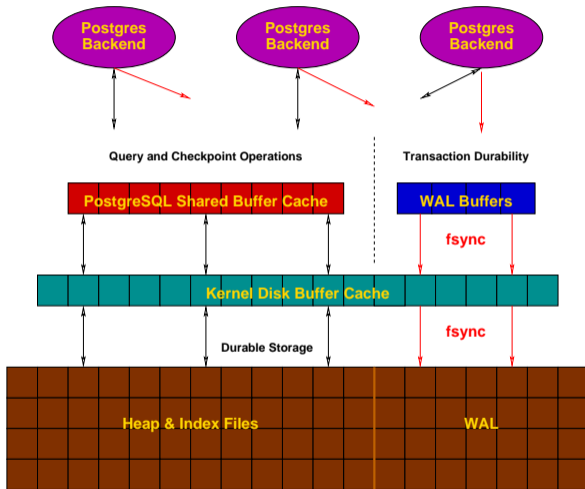 Postgres
Backend
Postgres
Backend
Postgres
Backend
Query and Checkpoint Operations
Transaction Durability
PostgreSQL Shared Buffer Cache
WAL Buffers
fsync
Kernel Disk Buffer Cache
fsync
Durable Storage
Heap & Index Files
WAL